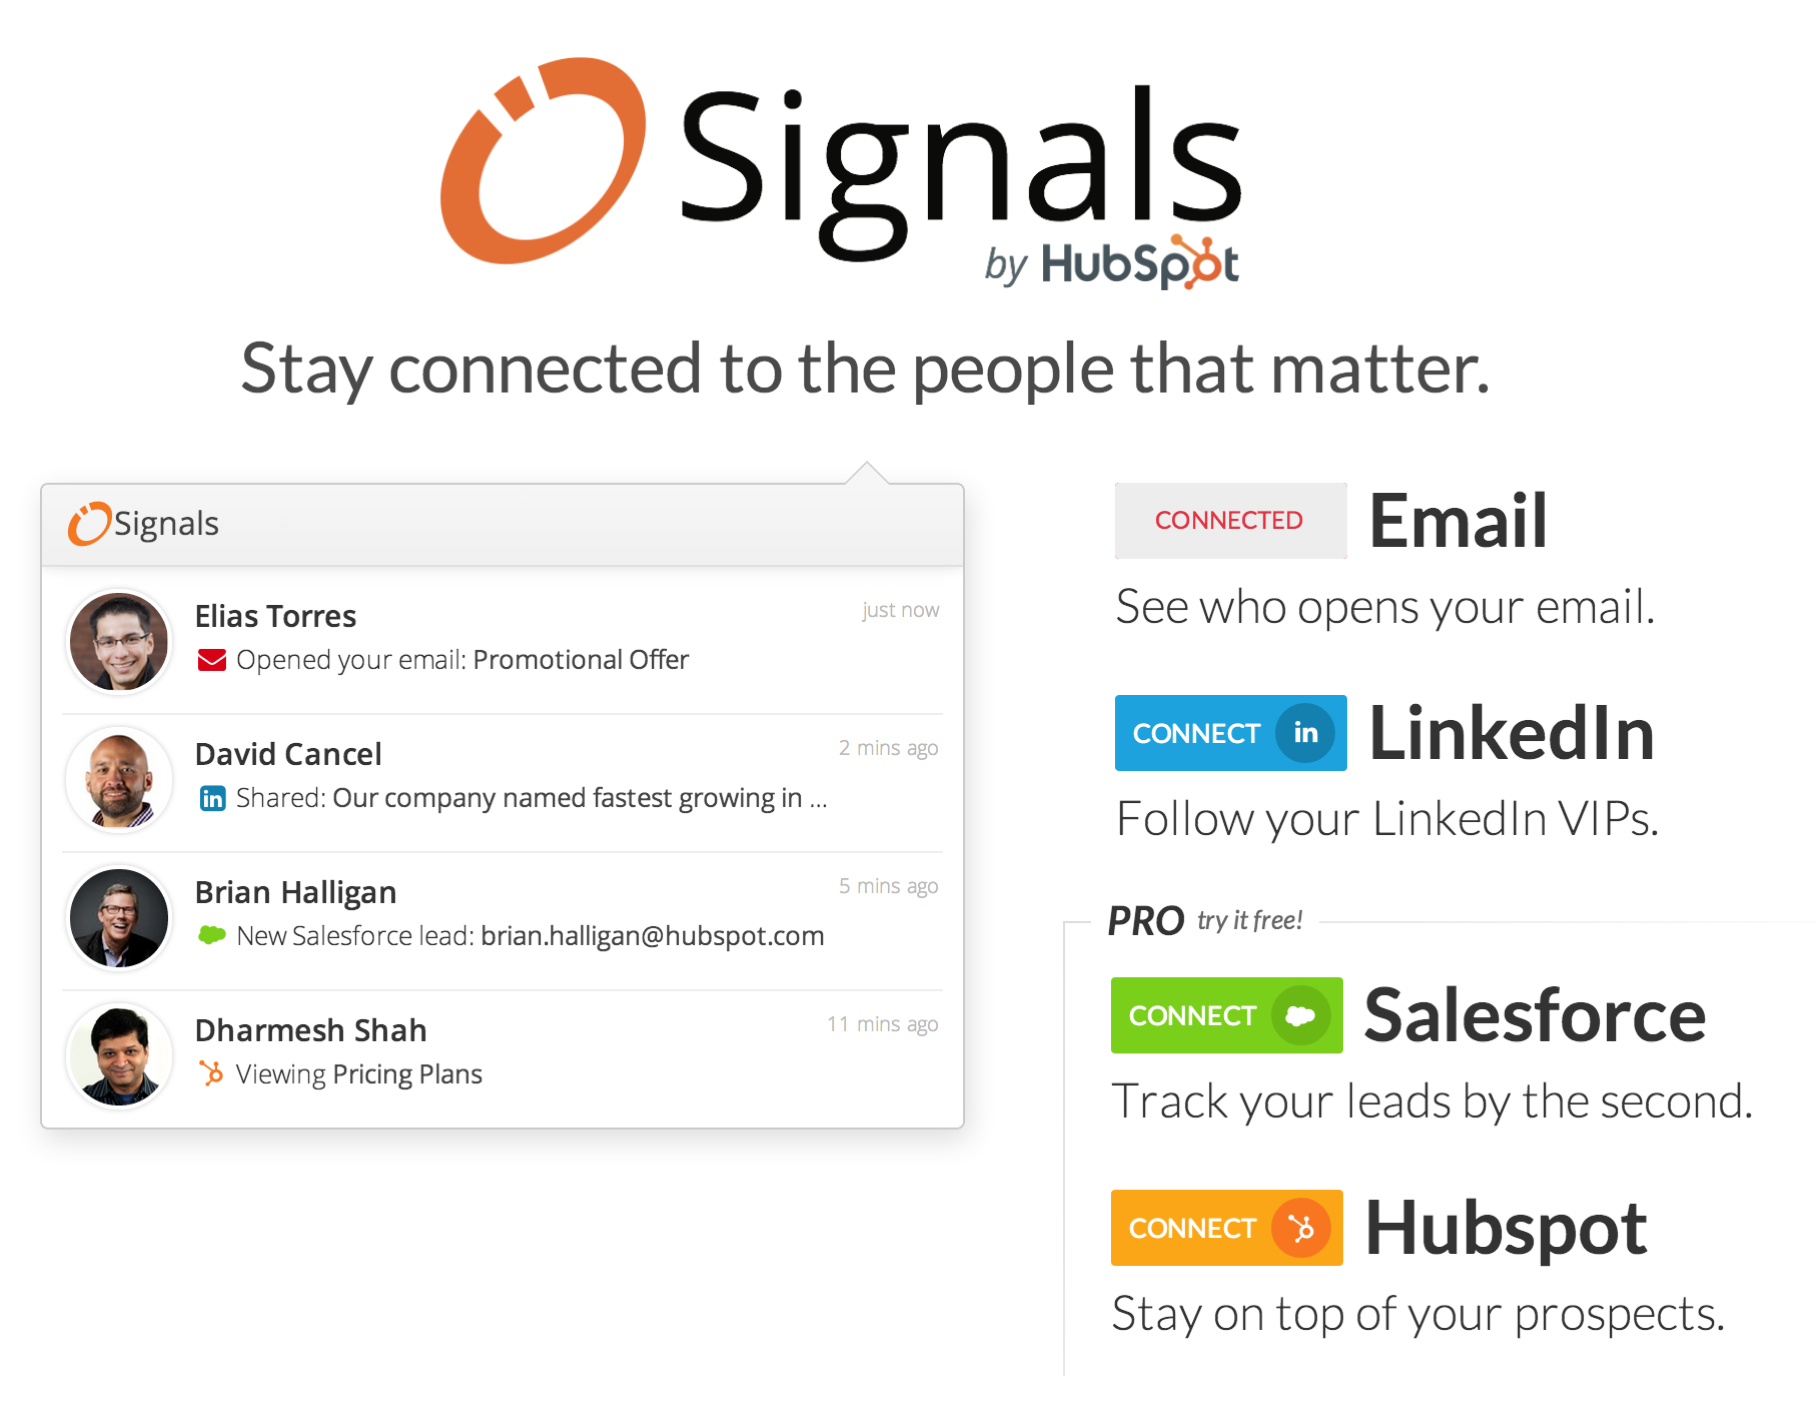 Signals
by HubSpot
Stay connected to the people that matter.
Signals
Elias Torres
just now
Opened your email: Promotional Offer
David Cancel
2 mins ago
in Shared: Our company named fastest growing in ...
Brian Halligan
5 mins ago
New Salesforce lead: brian.halligan@hubspot.com
Dharmesh Shah
11 mins ago
Viewing Pricing Plans
CONNECTED Email
See who opens your email.
CONNECT in LinkedIn
Follow your LinkedIn VIPs.
PRO try it free!
CONNECT Salesforce
Track your leads by the second.
CONNECT Hubspot
Stay on top of your prospects.